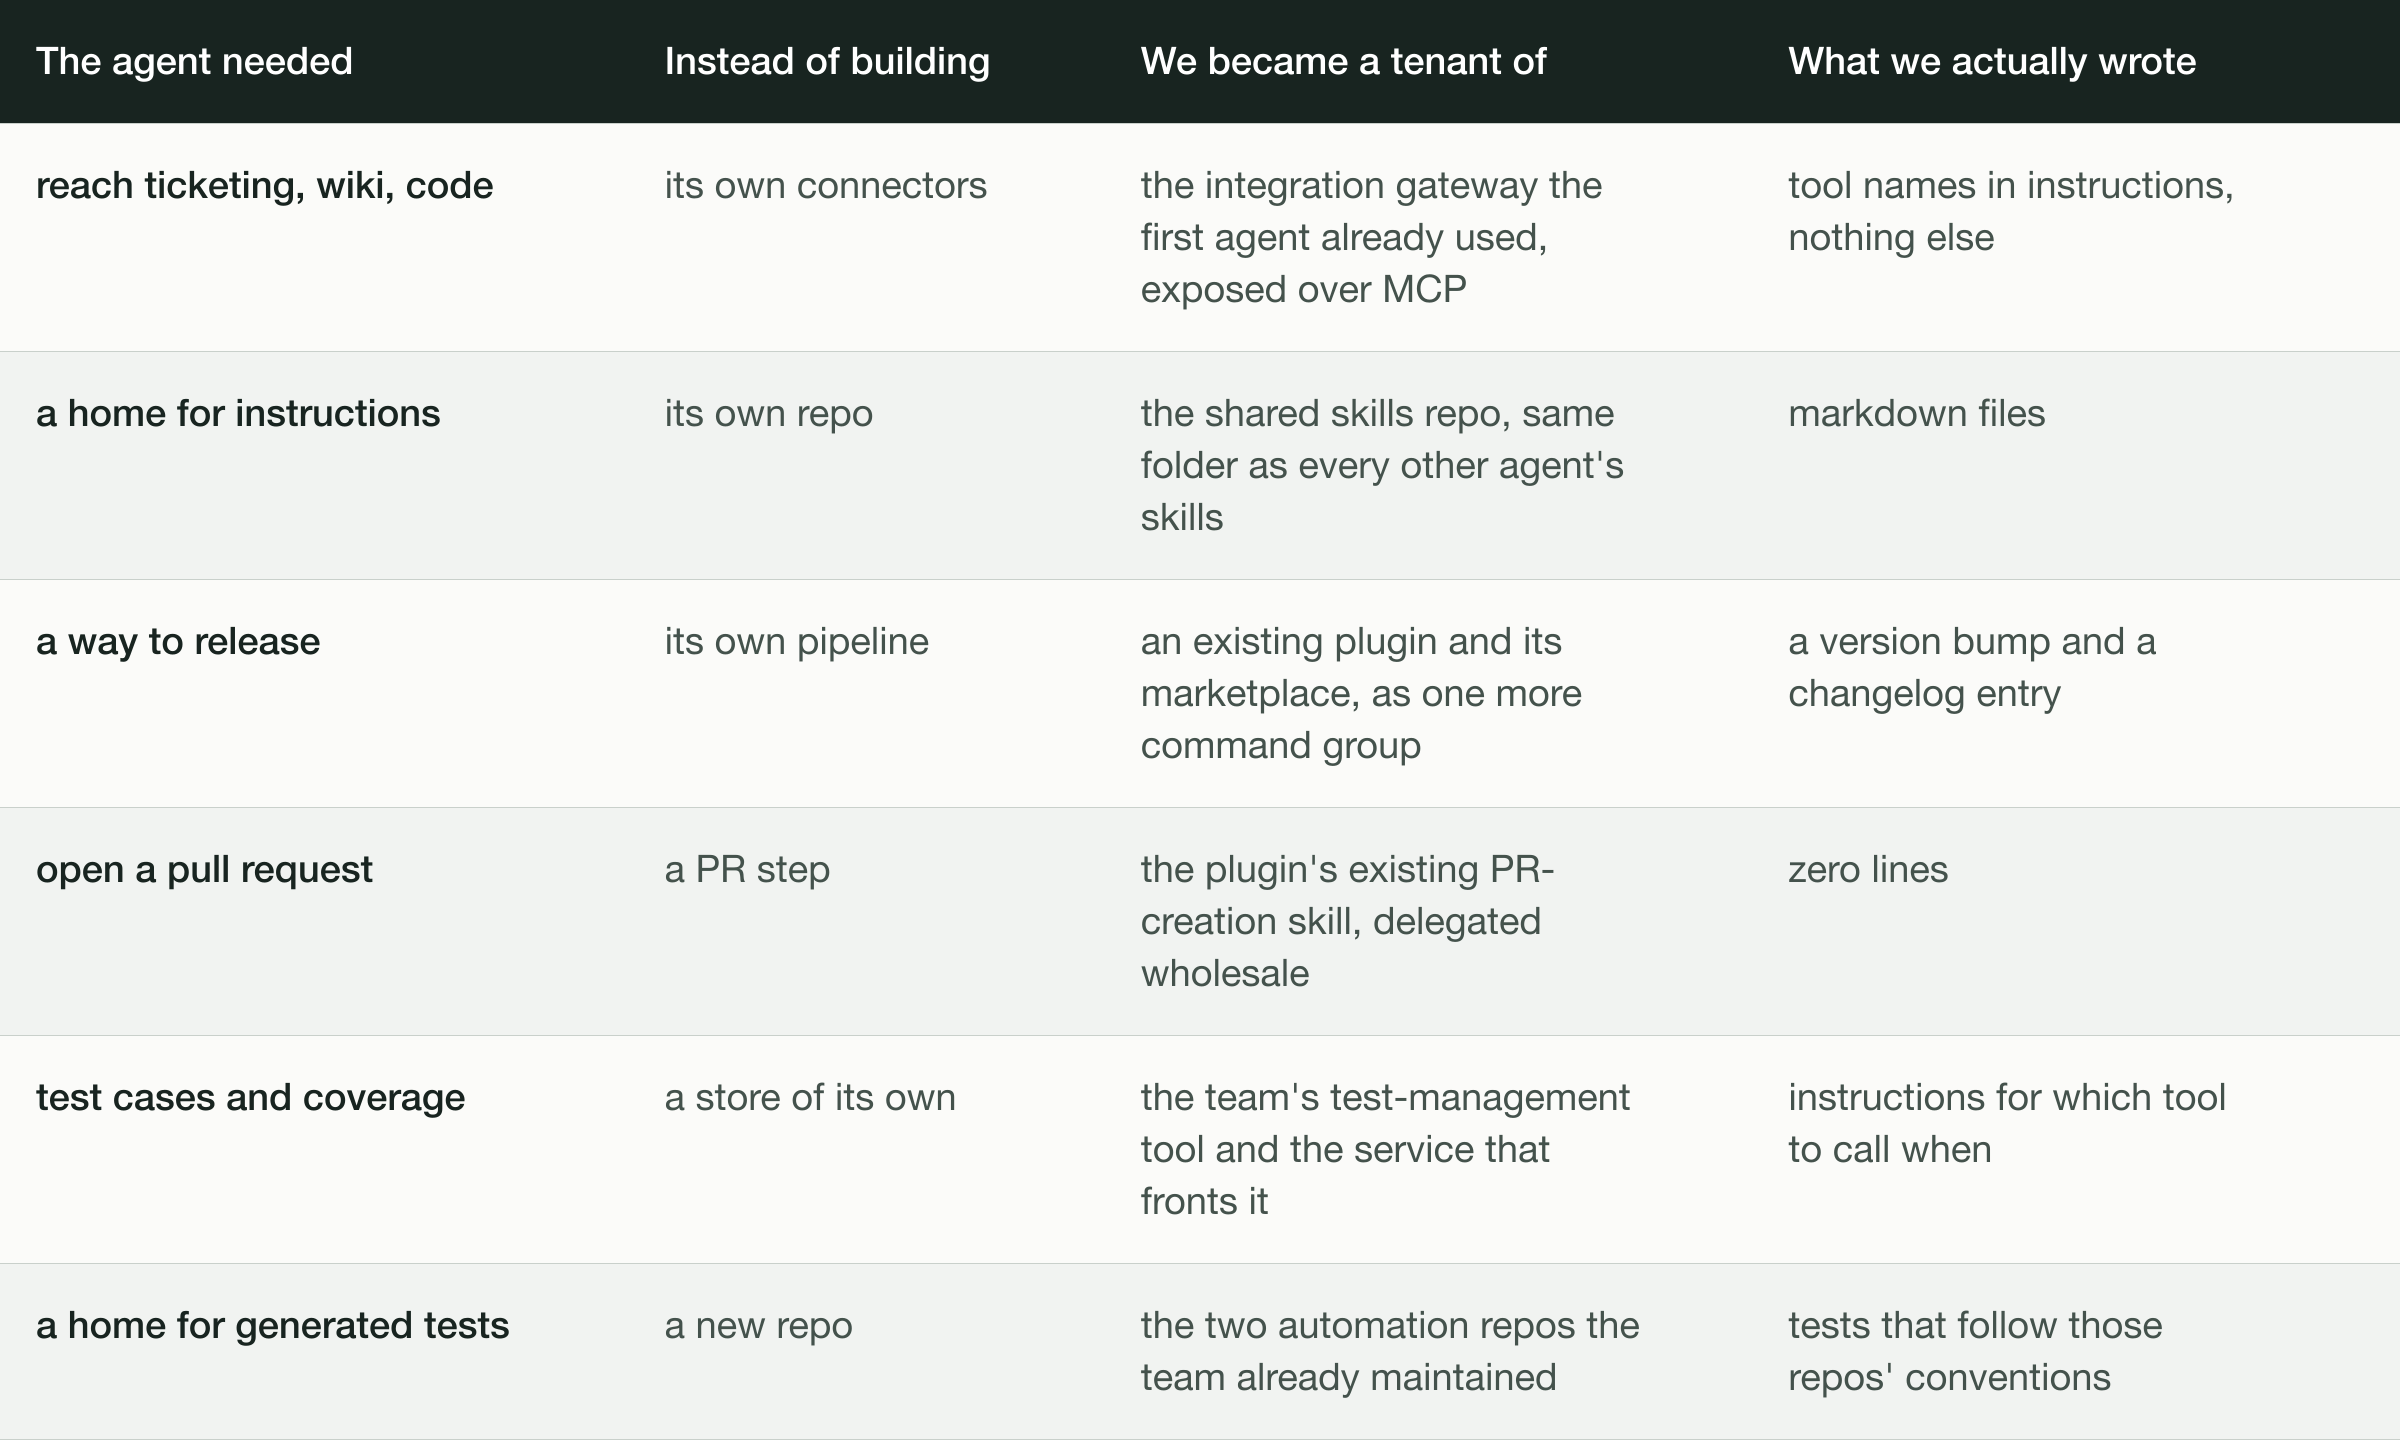 The agent needed
Instead of building
We became a tenant of
What we actually wrote
reach ticketing, wiki, code
its own connectors
the integration gateway the
first agent already used,
exposed over MCP
tool names in instructions,
nothing else
a home for instructions
its own repo
the shared skills repo, same
folder as every other agent's
skills
markdown files
a way to release
its own pipeline
an existing plugin and its
marketplace, as one more
command group
a version bump and a
changelog entry
open a pull request
a PR step
the plugin's existing PR-
creation skill, delegated
wholesale
zero lines
test cases and coverage
a store of its own
the team's test-management
tool and the service that
fronts it
instructions for which tool
to call when
a home for generated tests
a new repo
the two automation repos the
team already maintained
tests that follow those
repos' conventions